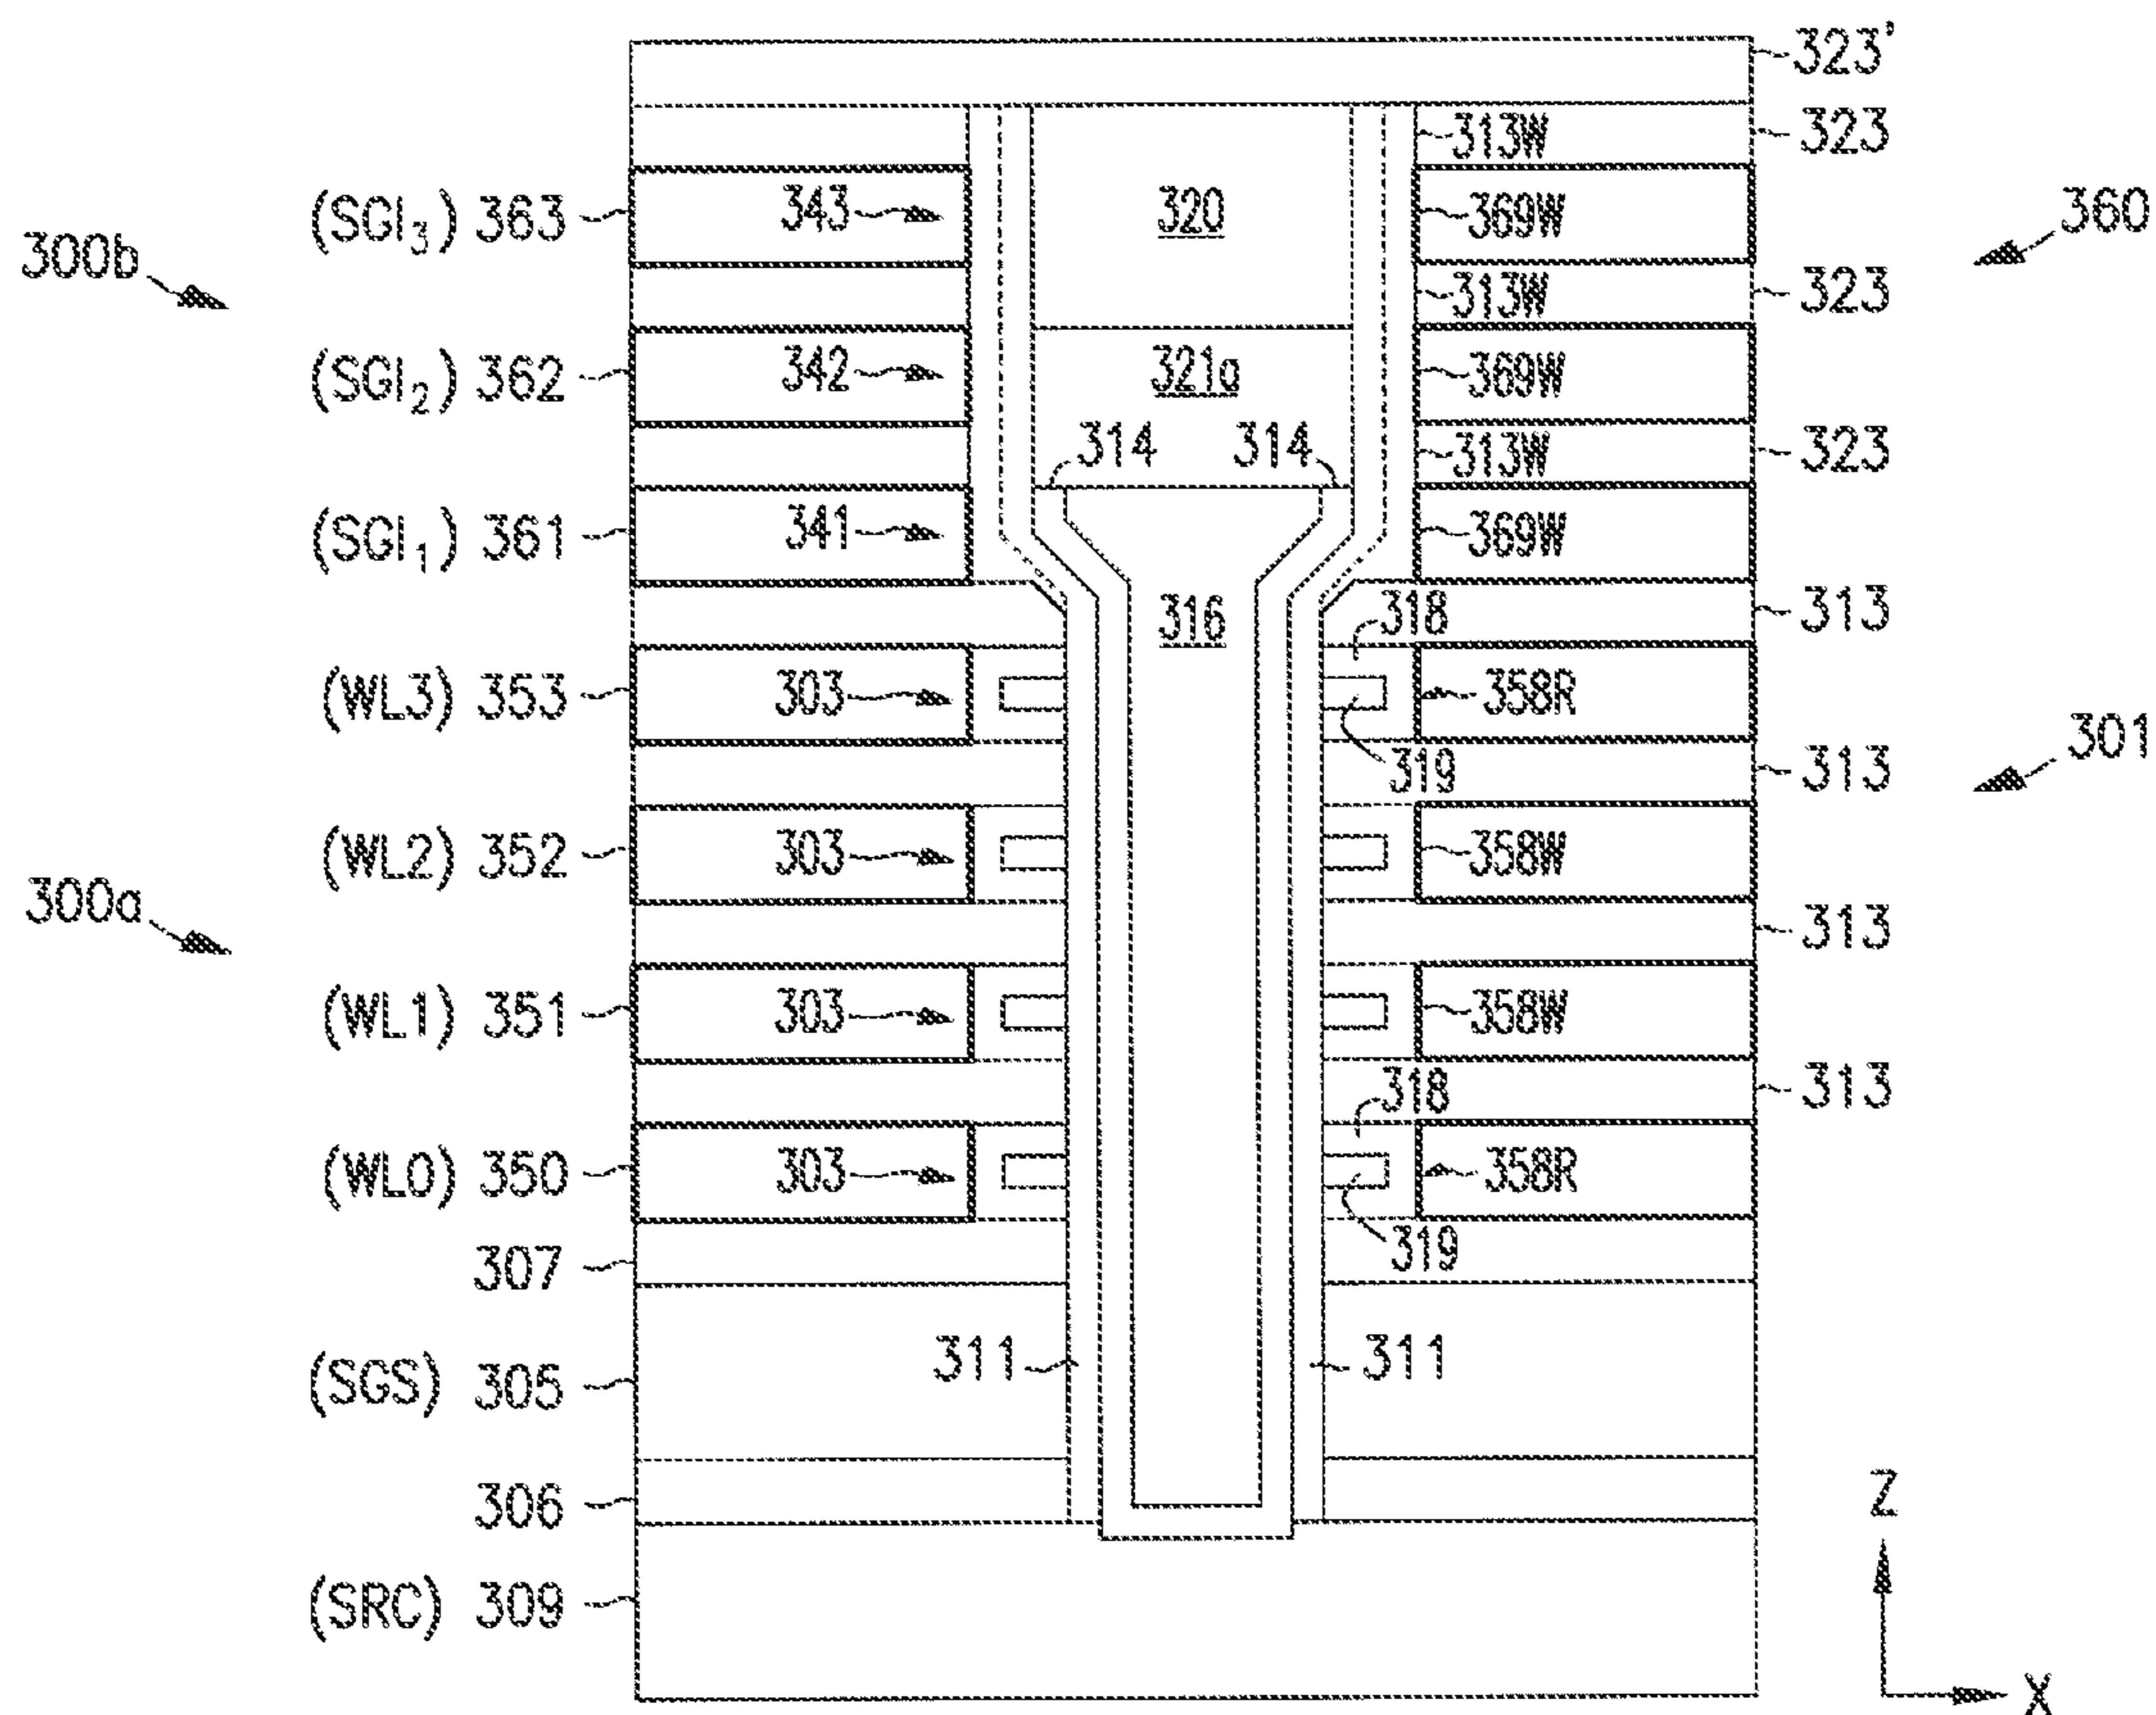 323'
313W 323
(SGI3) 363 343 320 369W 360
300b 313W 323
(SGI2) 362 342 321a 369W
314 314 313W 323
(SGI1) 361 341 369W
316 318 313
(WL3) 353 303 358R 301
319 313
(WL2) 352 303 358W
300a 313
(WL1) 351 303 358W
318 313
(WL0) 350 303 358R
307 319
(SGS) 305 311 311
306 Z
(SRC) 309
X